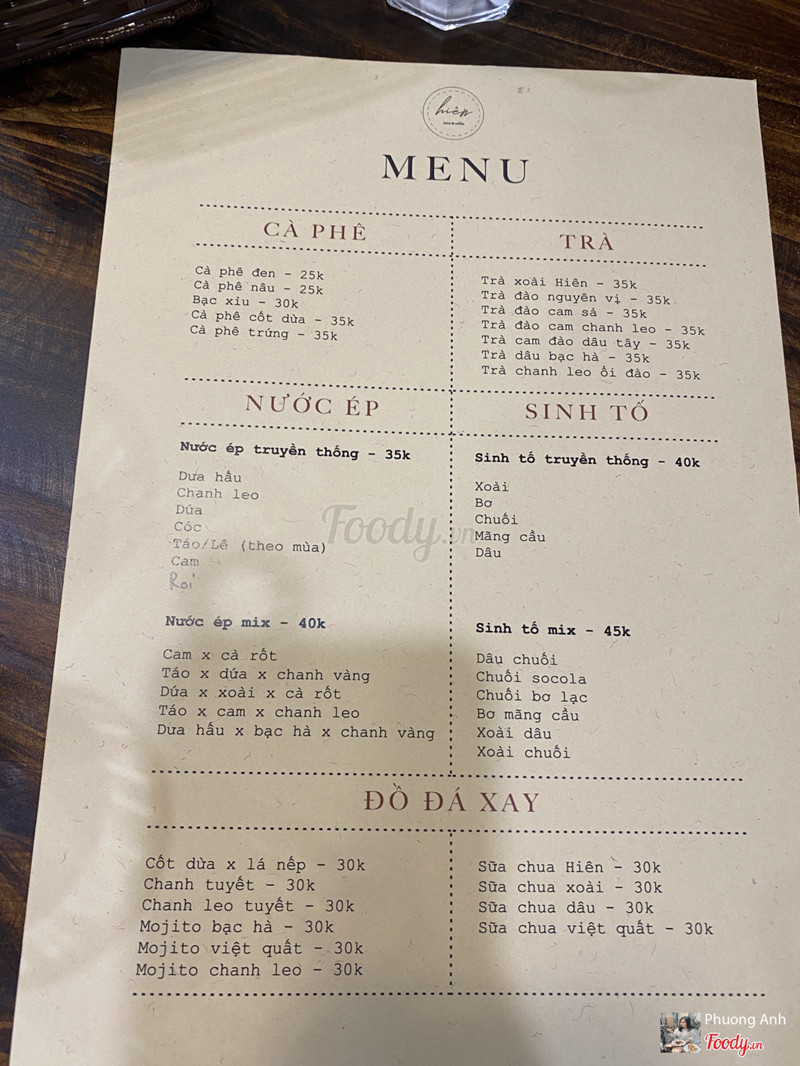 hiên
MENU
CÀ PHÊ
Cà phê đen - 25k
Cà phê nâu - 25k
Bạc xỉu - 30k
Cà phê cốt dừa - 35k
Cà phê trứng - 35k
TRÀ
Trà xoài Hiên - 35k
Trà đào nguyên vị - 35k
Trà đào cam sả - 35k
Trà đào cam chanh leo - 35k
Trà cam đào dâu tây - 35k
Trà dâu bạc hà - 35k
Trà chanh leo ổi đào - 35k
NƯỚC ÉP
Nước ép truyền thống - 35k
Dưa hấu
Chanh leo
Dứa
Cóc
Táo/Lê (theo mùa)
Cam
Roi
Nước ép mix - 40k
Cam x cà rốt
Táo x dứa x chanh vàng
Dứa x xoài x cà rốt
Táo x cam x chanh leo
Dưa hấu x bạc hà x chanh vàng
SINH TỐ
Sinh tố truyền thống - 40k
Xoài
Bơ
Chuối
Mãng cầu
Dâu
Sinh tố mix - 45k
Dâu chuối
Chuối socola
Chuối bơ lạc
Bơ mãng cầu
Xoài dâu
Xoài chuối
ĐỒ ĐÁ XAY
Cốt dừa x lá nếp - 30k
Chanh tuyết - 30k
Chanh leo tuyết - 30k
Mojito bạc hà - 30k
Mojito việt quất - 30k
Mojito chanh leo - 30k
Sữa chua Hiên - 30k
Sữa chua xoài - 30k
Sữa chua dâu - 30k
Sữa chua việt quất - 30k
Foody.vn
Phuong Anh
Foody.vn